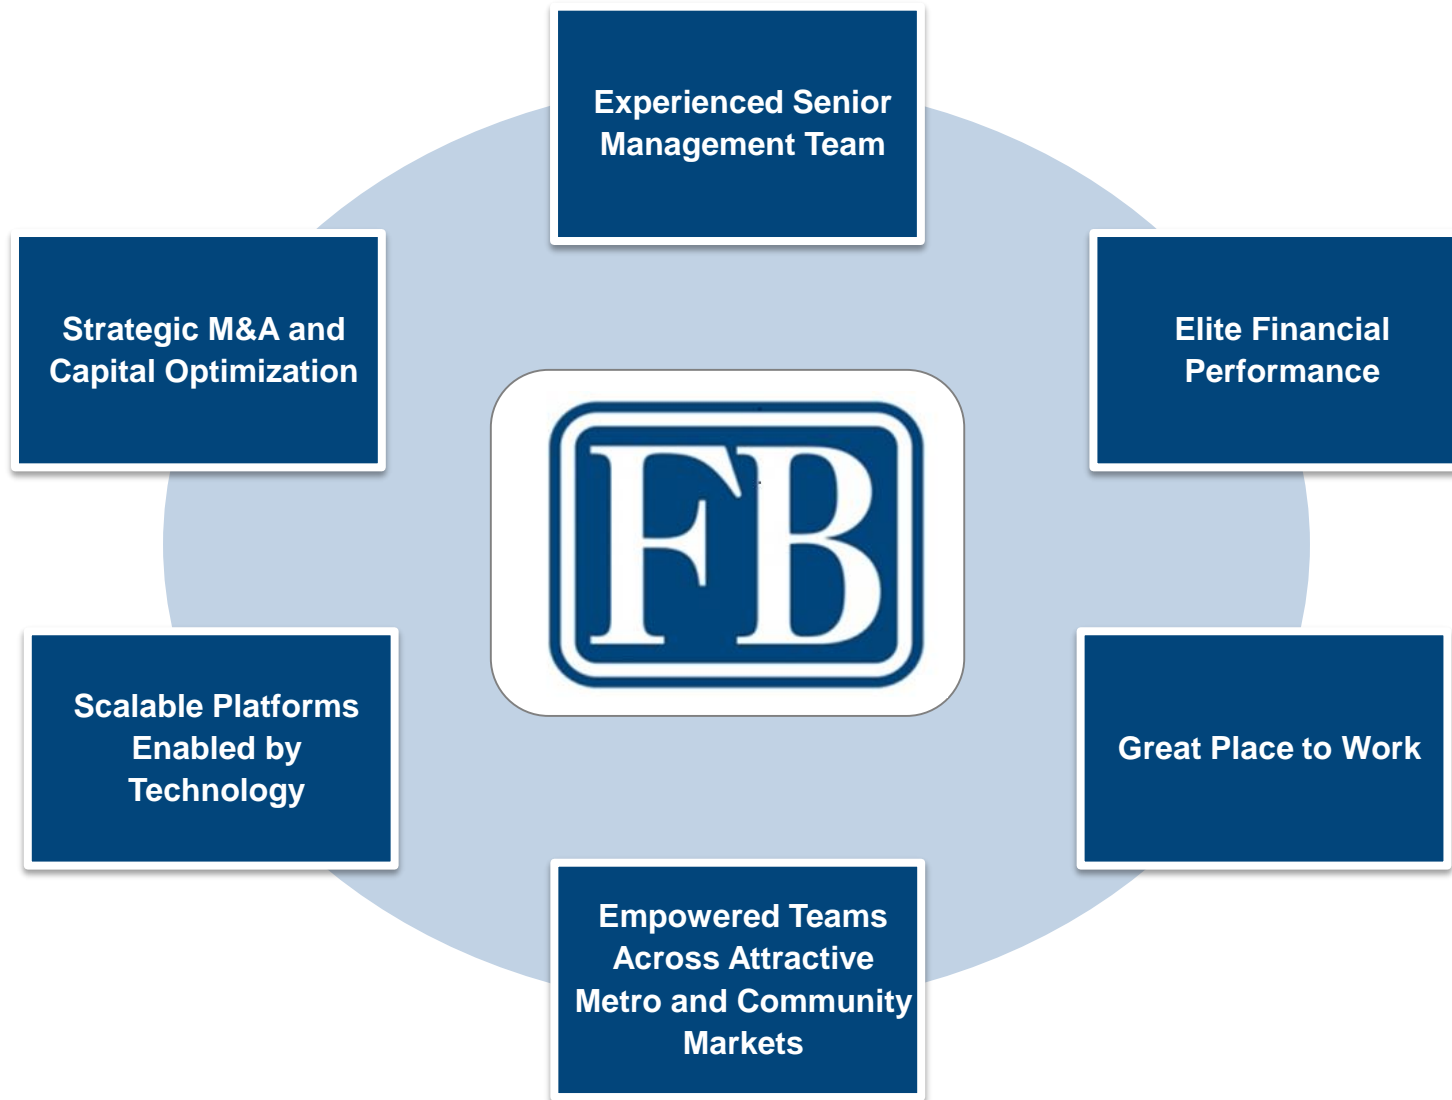 Experienced Senior
Management Team
Strategic M&A and
Capital Optimization
Elite Financial
Performance
FB
Scalable Platforms
Enabled by
Technology
Great Place to Work
Empowered Teams
Across Attractive
Metro and Community
Markets